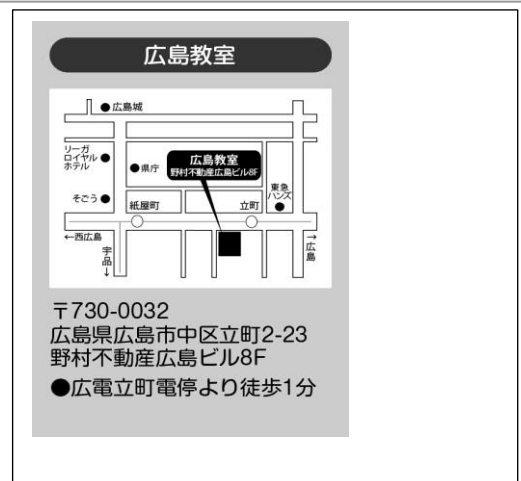 広島教室
●広島城
リーガ
ロイヤル●
ホテル
●県庁
広島教室
野村不動産広島ビル8F
そごう●
東急
ハンズ
●
紙屋町
立町
←西広島
宇品↓
→広島
〒730-0032
広島県広島市中区立町2-23
野村不動産広島ビル8F
●広電立町電停より徒歩1分